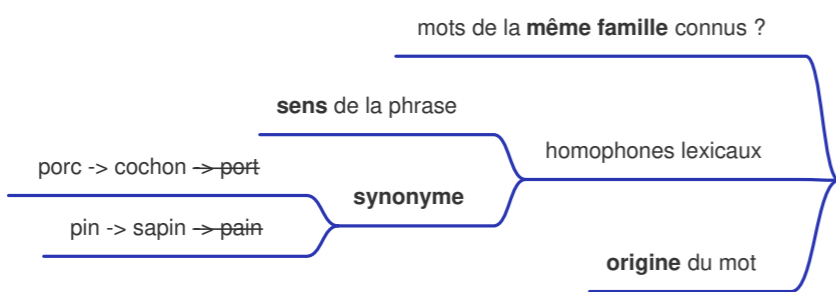 mots de la même famille connus ?
sens de la phrase
homophones lexicaux
porc -> cochon -> port
synonyme
pin -> sapin -> pain
origine du mot